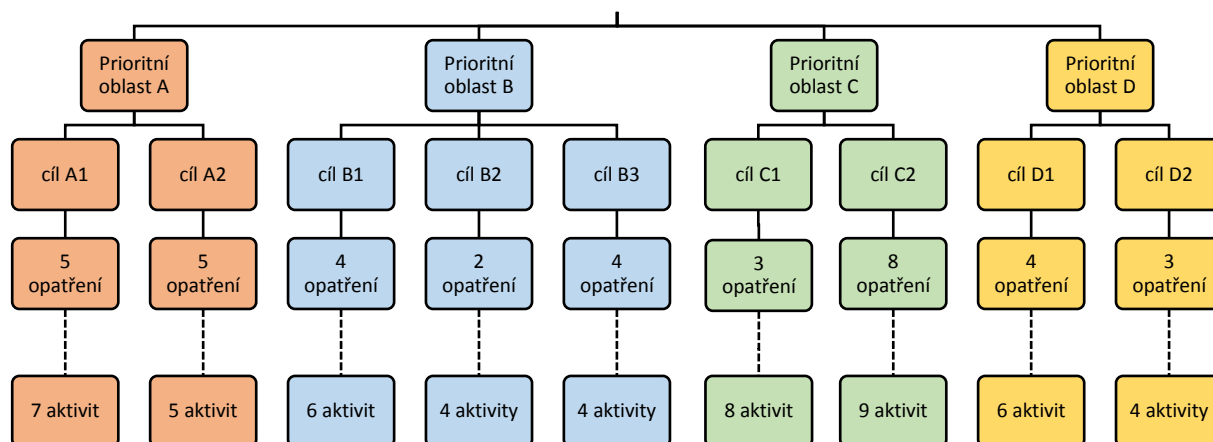 Prioritní
oblast A
Prioritní
oblast B
Prioritní
oblast C
Prioritní
oblast D
cíl A1
cíl A2
cíl B1
cíl B2
cíl B3
cíl C1
cíl C2
cíl D1
cíl D2
5
opatření
5
opatření
4
opatření
2
opatření
4
opatření
3
opatření
8
opatření
4
opatření
3
opatření
7 aktivit
5 aktivit
6 aktivit
4 aktivity
4 aktivity
8 aktivit
9 aktivit
6 aktivit
4 aktivity